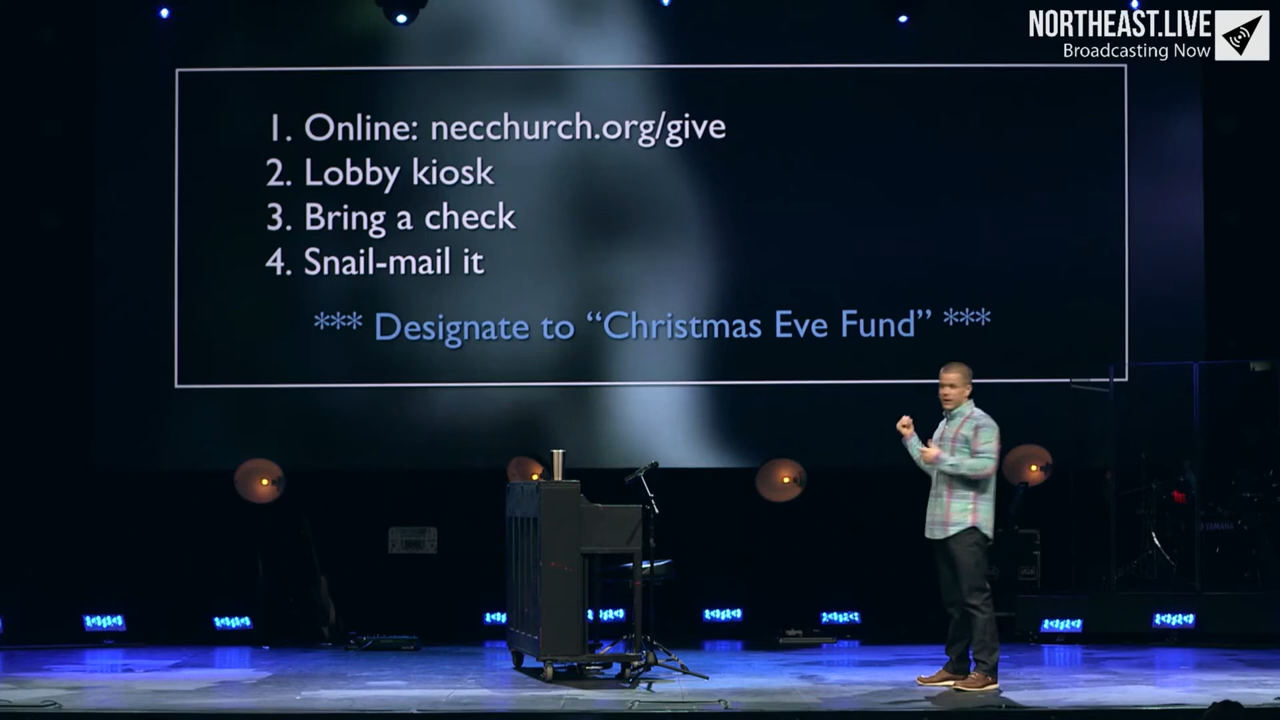 NORTHEAST.LIVE
Broadcasting Now
1. Online: necchurch.org/give
2. Lobby kiosk
3. Bring a check
4. Snail-mail it
*** Designate to “Christmas Eve Fund” ***
YAMAHA